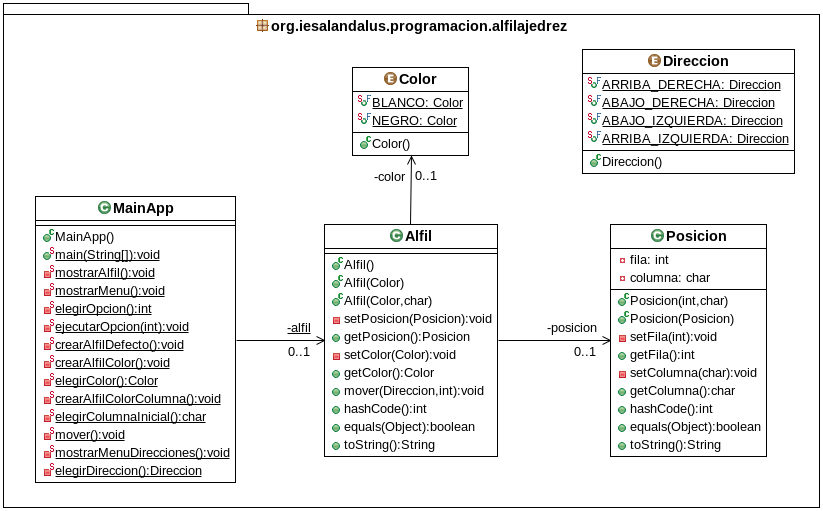 org.iesalandalus.programacion.alfilajedrez
Color
BLANCO: Color
NEGRO: Color
Color()
Direccion
ARRIBA_DERECHA: Direccion
ABAJO_DERECHA: Direccion
ABAJO_IZQUIERDA: Direccion
ARRIBA_IZQUIERDA: Direccion
Direccion()
-color 0..1
MainApp
MainApp()
main(String[]):void
mostrarAlfil():void
mostrarMenu():void
elegirOpcion():int
ejecutarOpcion(int):void
crearAlfilDefecto():void
crearAlfilColor():void
elegirColor():Color
crearAlfilColorColumna():void
elegirColumnaInicial():char
mover():void
mostrarMenuDirecciones():void
elegirDireccion():Direccion
-alfil
0..1
Alfil
Alfil()
Alfil(Color)
Alfil(Color,char)
setPosicion(Posicion):void
getPosicion():Posicion
setColor(Color):void
getColor():Color
mover(Direccion,int):void
hashCode():int
equals(Object):boolean
toString():String
-posicion
0..1
Posicion
fila: int
columna: char
Posicion(int,char)
Posicion(Posicion)
setFila(int):void
getFila():int
setColumna(char):void
getColumna():char
hashCode():int
equals(Object):boolean
toString():String